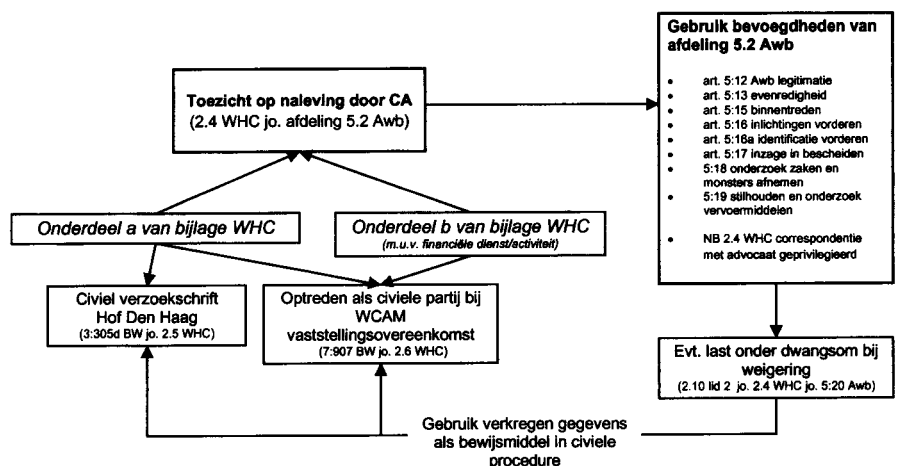 Gebruik bevoegdheden van
afdeling 5.2 Awb
• art. 5:12 Awb legitimatie
• art. 5:13 evenredigheid
• art. 5:15 binnentreden
• art. 5:16 inlichtingen vorderen
• art. 5:16a identificatie vorderen
• art. 5:17 inzage in bescheiden
• 5:18 onderzoek zaken en
monsters afnemen
• 5:19 stilhouden en onderzoek
vervoermiddelen
• NB 2.4 WHC correspondentie
met advocaat geprivilegieerd
Toezicht op naleving door CA
(2.4 WHC jo. afdeling 5.2 Awb)
Onderdeel a van bijlage WHC
Onderdeel b van bijlage WHC
(m.u.v. financiële dienst/activiteit)
Civiel verzoekschrift
Hof Den Haag
(3:305d BW jo. 2.5 WHC)
Optreden als civiele partij bij
WCAM
vaststellingsovereenkomst
(7:907 BW jo. 2.6 WHC)
Evt. last onder dwangsom bij
weigering
(2.10 lid 2 jo. 2.4 WHC jo. 5:20 Awb)
Gebruik verkregen gegevens
als bewijsmiddel in civiele
procedure